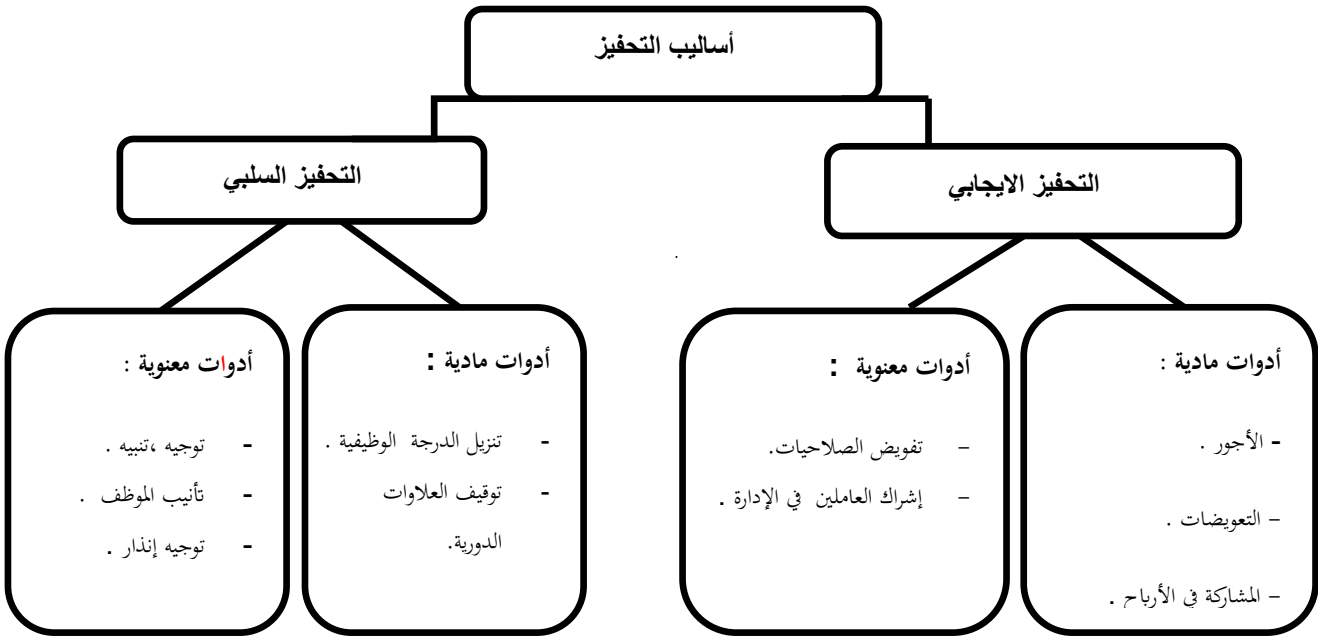 أساليب التحفيز
التحفيز الايجابي
التحفيز السلبي
أدوات مادية :
- الأجور .
- التعويضات .
- المشاركة في الأرباح .
أدوات معنوية :
- تفويض الصلاحيات.
- إشراك العاملين في الإدارة .
أدوات مادية :
- تنزيل الدرجة الوظيفية .
- توقيف العلاوات
الدورية.
أدوات معنوية :
- توجيه ،تنبيه .
- تأنيب الموظف .
- توجيه إنذار .